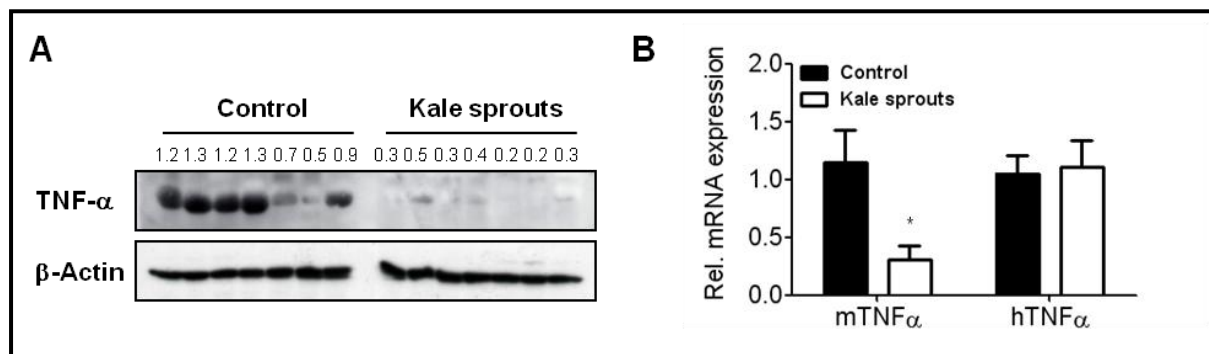 A
Control Kale sprouts
1.2 1.3 1.2 1.3 0.7 0.5 0.9 0.3 0.5 0.3 0.4 0.2 0.2 0.3
TNF-α
β-Actin
B
Rel. mRNA expression
2.0
1.5
1.0
0.5
0.0
Control
Kale sprouts
*
mTNFα hTNFα